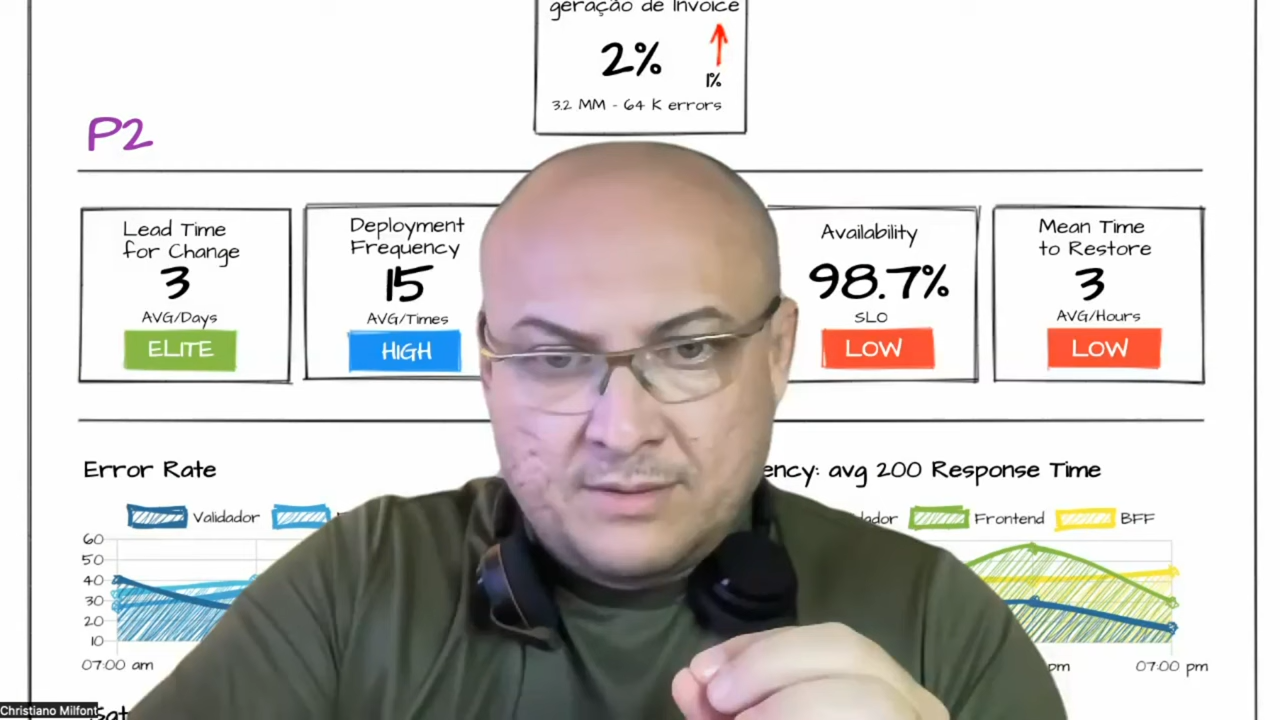 geração de Invoice
2%
1%
3.2 MM - 64 K errors
P2
Lead Time
for Change
3
AVG/Days
ELITE
Deployment
Frequency
15
AVG/Times
HIGH
Availability
98.7%
SLO
LOW
Mean Time
to Restore
3
AVG/Hours
LOW
Error Rate
Validador
60
50
40
30
20
10
07:00 am
ency: avg 200 Response Time
dor
Frontend
BFF
pm
07:00 pm
Christiano Milfont